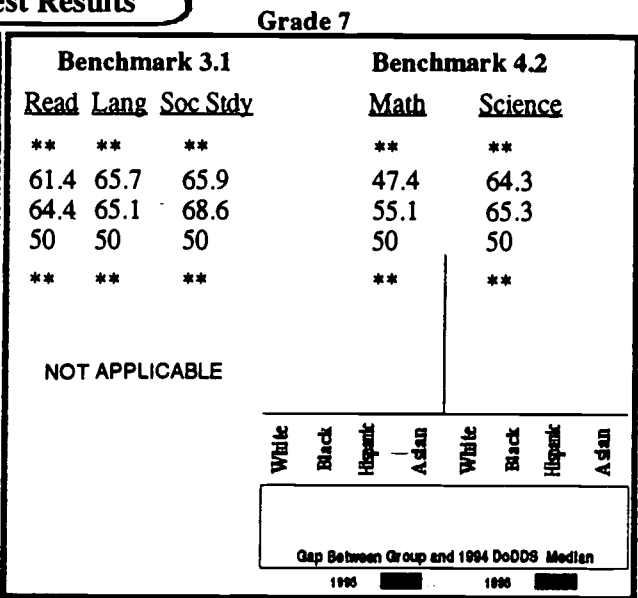 est Results
Grade 7
Benchmark 3.1 Benchmark 4.2
Read Lang Soc Stdy Math Science
** ** ** ** **
61.4 65.7 65.9 47.4 64.3
64.4 65.1 68.6 55.1 65.3
50 50 50 50 50
** ** ** ** **
NOT APPLICABLE
White Black Hispanic Asian White Black Hispanic Asian
Gap Between Group and 1994 DoDDS Median
1995 1996